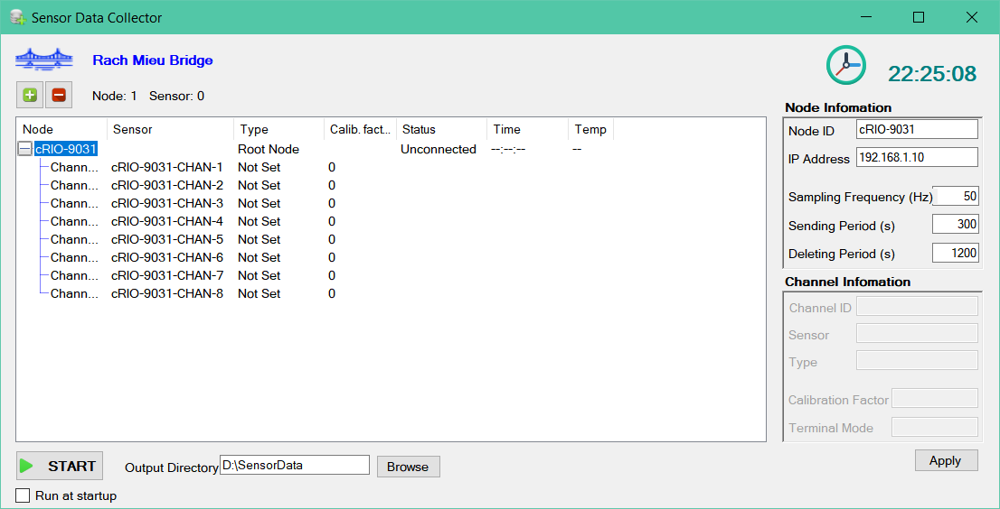 Sensor Data Collector
Rach Mieu Bridge
22:25:08
Node: 1 Sensor: 0
Node Sensor Type Calib. fact... Status Time Temp
cRIO-9031 Root Node Unconnected --:--:-- --
Chann... cRIO-9031-CHAN-1 Not Set 0
Chann... cRIO-9031-CHAN-2 Not Set 0
Chann... cRIO-9031-CHAN-3 Not Set 0
Chann... cRIO-9031-CHAN-4 Not Set 0
Chann... cRIO-9031-CHAN-5 Not Set 0
Chann... cRIO-9031-CHAN-6 Not Set 0
Chann... cRIO-9031-CHAN-7 Not Set 0
Chann... cRIO-9031-CHAN-8 Not Set 0
Node Infomation
Node ID cRIO-9031
IP Address 192.168.1.10
Sampling Frequency (Hz) 50
Sending Period (s) 300
Deleting Period (s) 1200
Channel Infomation
Channel ID
Sensor
Type
Calibration Factor
Terminal Mode
START Output Directory D:\SensorData Browse
Apply
Run at startup